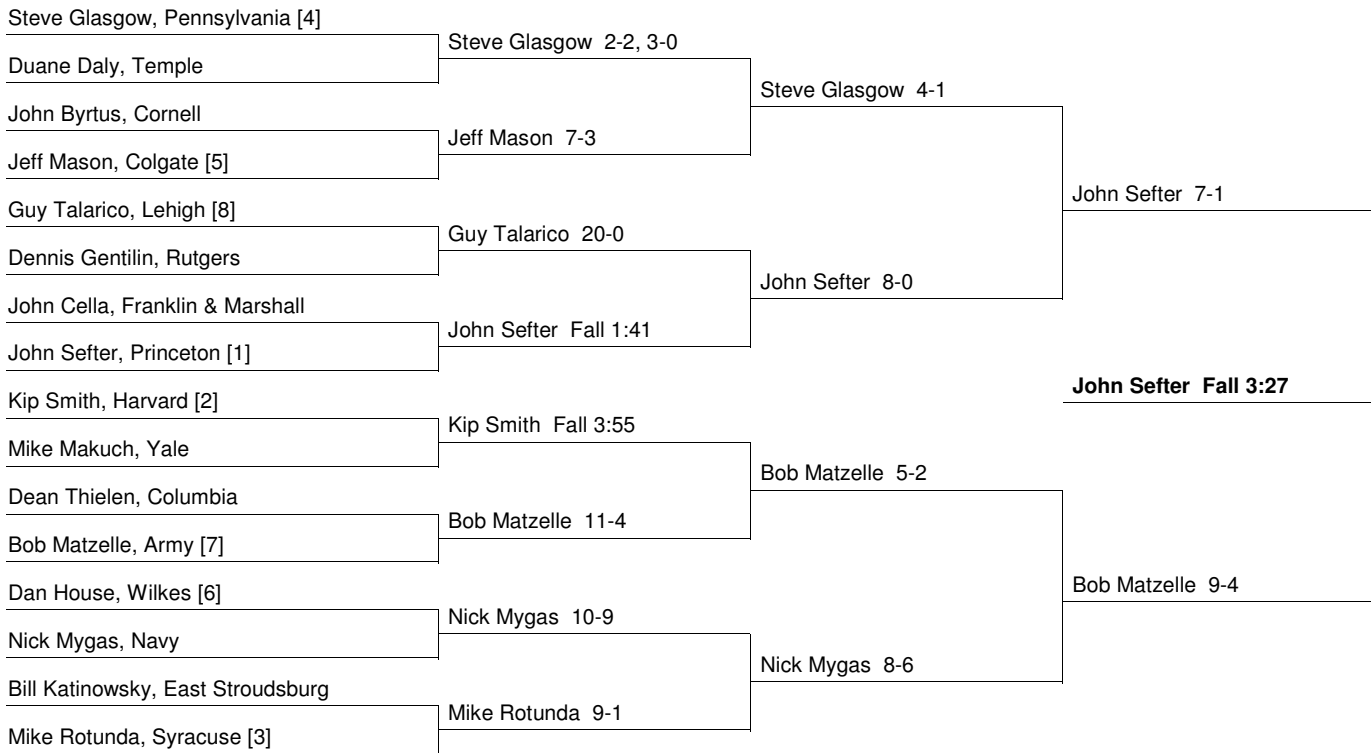 Steve Glasgow, Pennsylvania [4]
Duane Daly, Temple
John Byrtus, Cornell
Jeff Mason, Colgate [5]
Guy Talarico, Lehigh [8]
Dennis Gentilin, Rutgers
John Cella, Franklin & Marshall
John Sefter, Princeton [1]
Kip Smith, Harvard [2]
Mike Makuch, Yale
Dean Thielen, Columbia
Bob Matzelle, Army [7]
Dan House, Wilkes [6]
Nick Mygas, Navy
Bill Katinowsky, East Stroudsburg
Mike Rotunda, Syracuse [3]
Steve Glasgow 2-2, 3-0
Jeff Mason 7-3
Guy Talarico 20-0
John Sefter Fall 1:41
Kip Smith Fall 3:55
Bob Matzelle 11-4
Nick Mygas 10-9
Mike Rotunda 9-1
Steve Glasgow 4-1
John Sefter 8-0
Bob Matzelle 5-2
Nick Mygas 8-6
John Sefter 7-1
Bob Matzelle 9-4
John Sefter Fall 3:27